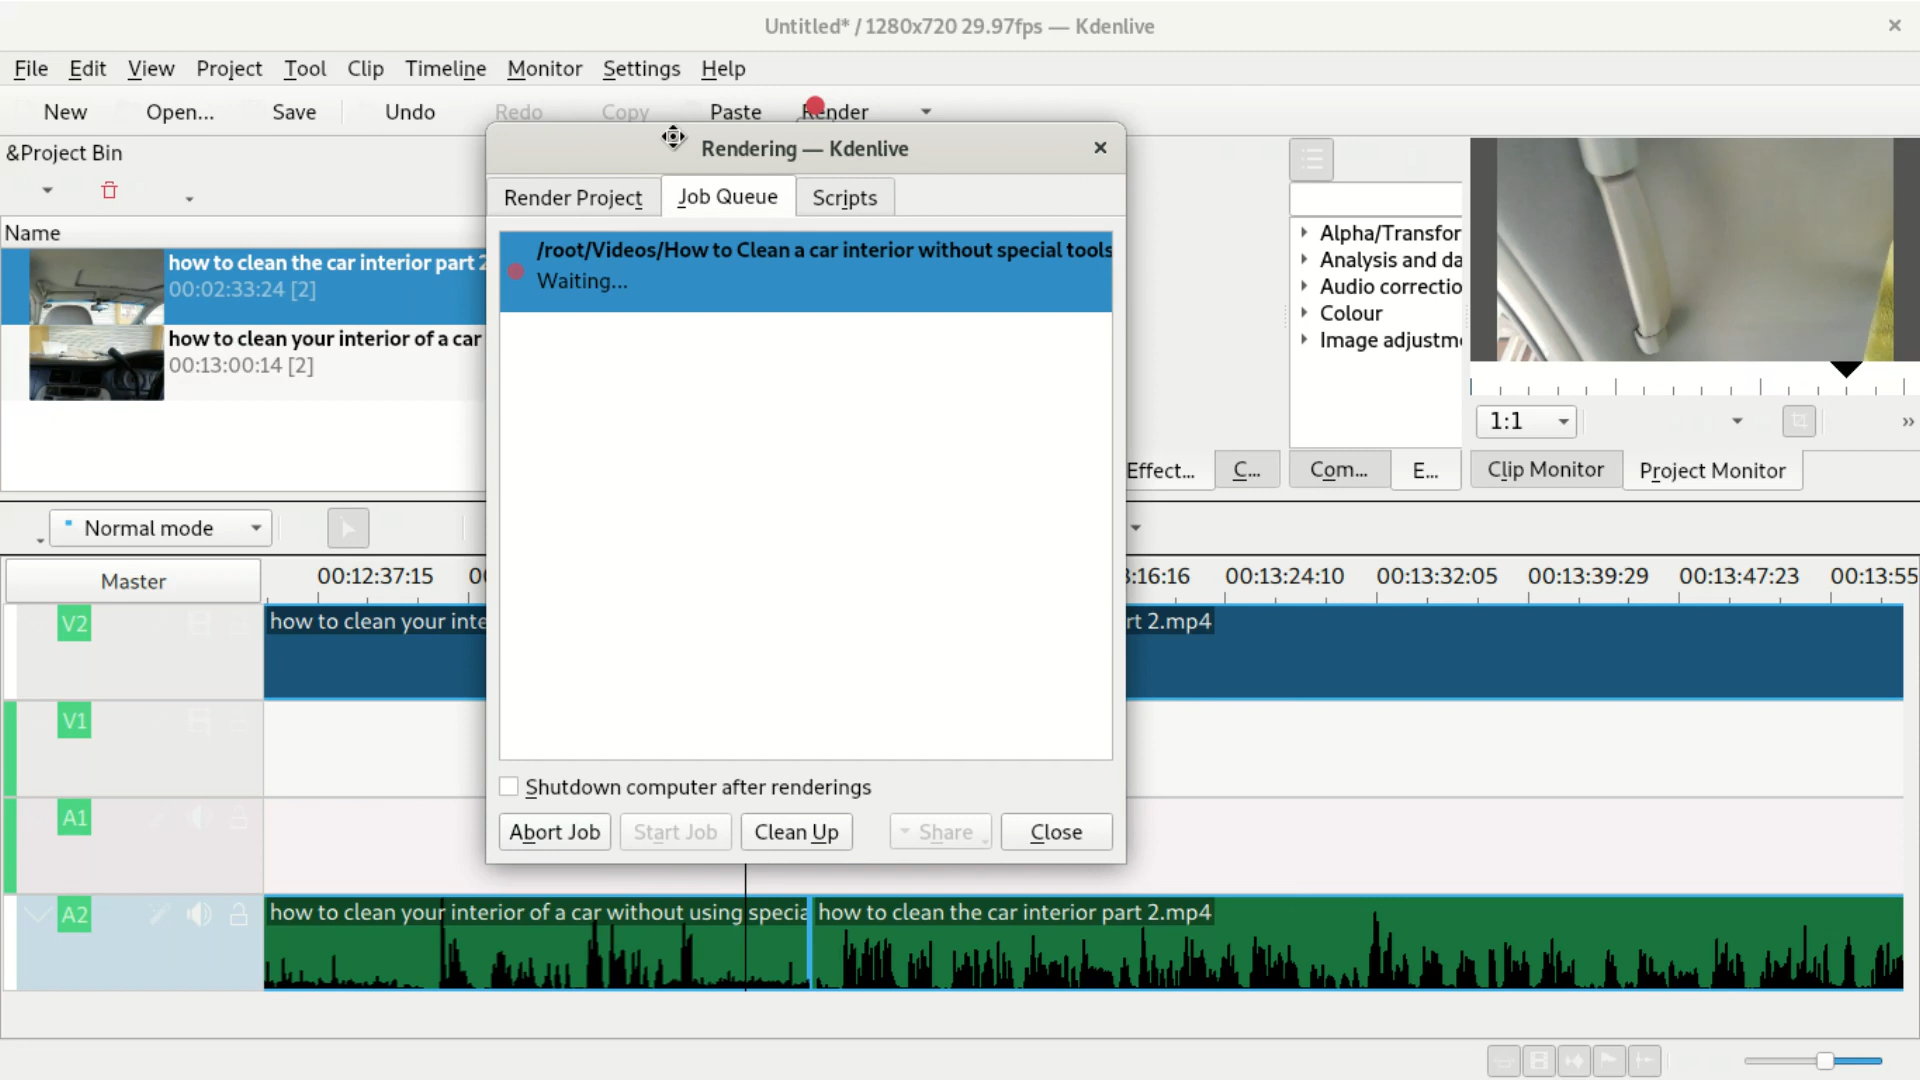 Untitled* / 1280x720 29.97fps — Kdenlive
File Edit View Project Tool Clip Timeline Monitor Settings Help
New Open... Save Undo Redo Copy Paste Render
&Project Bin
Name
how to clean the car interior part 2
00:02:33:24 [2]
how to clean your interior of a car
00:13:00:14 [2]
Rendering — Kdenlive
Render Project Job Queue Scripts
/root/Videos/How to Clean a car interior without special tools
Waiting...
Shutdown computer after renderings
Abort Job Start Job Clean Up Share Close
Alpha/Transfor
Analysis and da
Audio correctio
Colour
Image adjustm
1:1
»
Effect... C... Com... E... Clip Monitor Project Monitor
Normal mode
Master 00:12:37:15 00 3:16:16 00:13:24:10 00:13:32:05 00:13:39:29 00:13:47:23 00:13:55
V2 how to clean your inte rt 2.mp4
V1
A1
A2 how to clean your interior of a car without using specia how to clean the car interior part 2.mp4